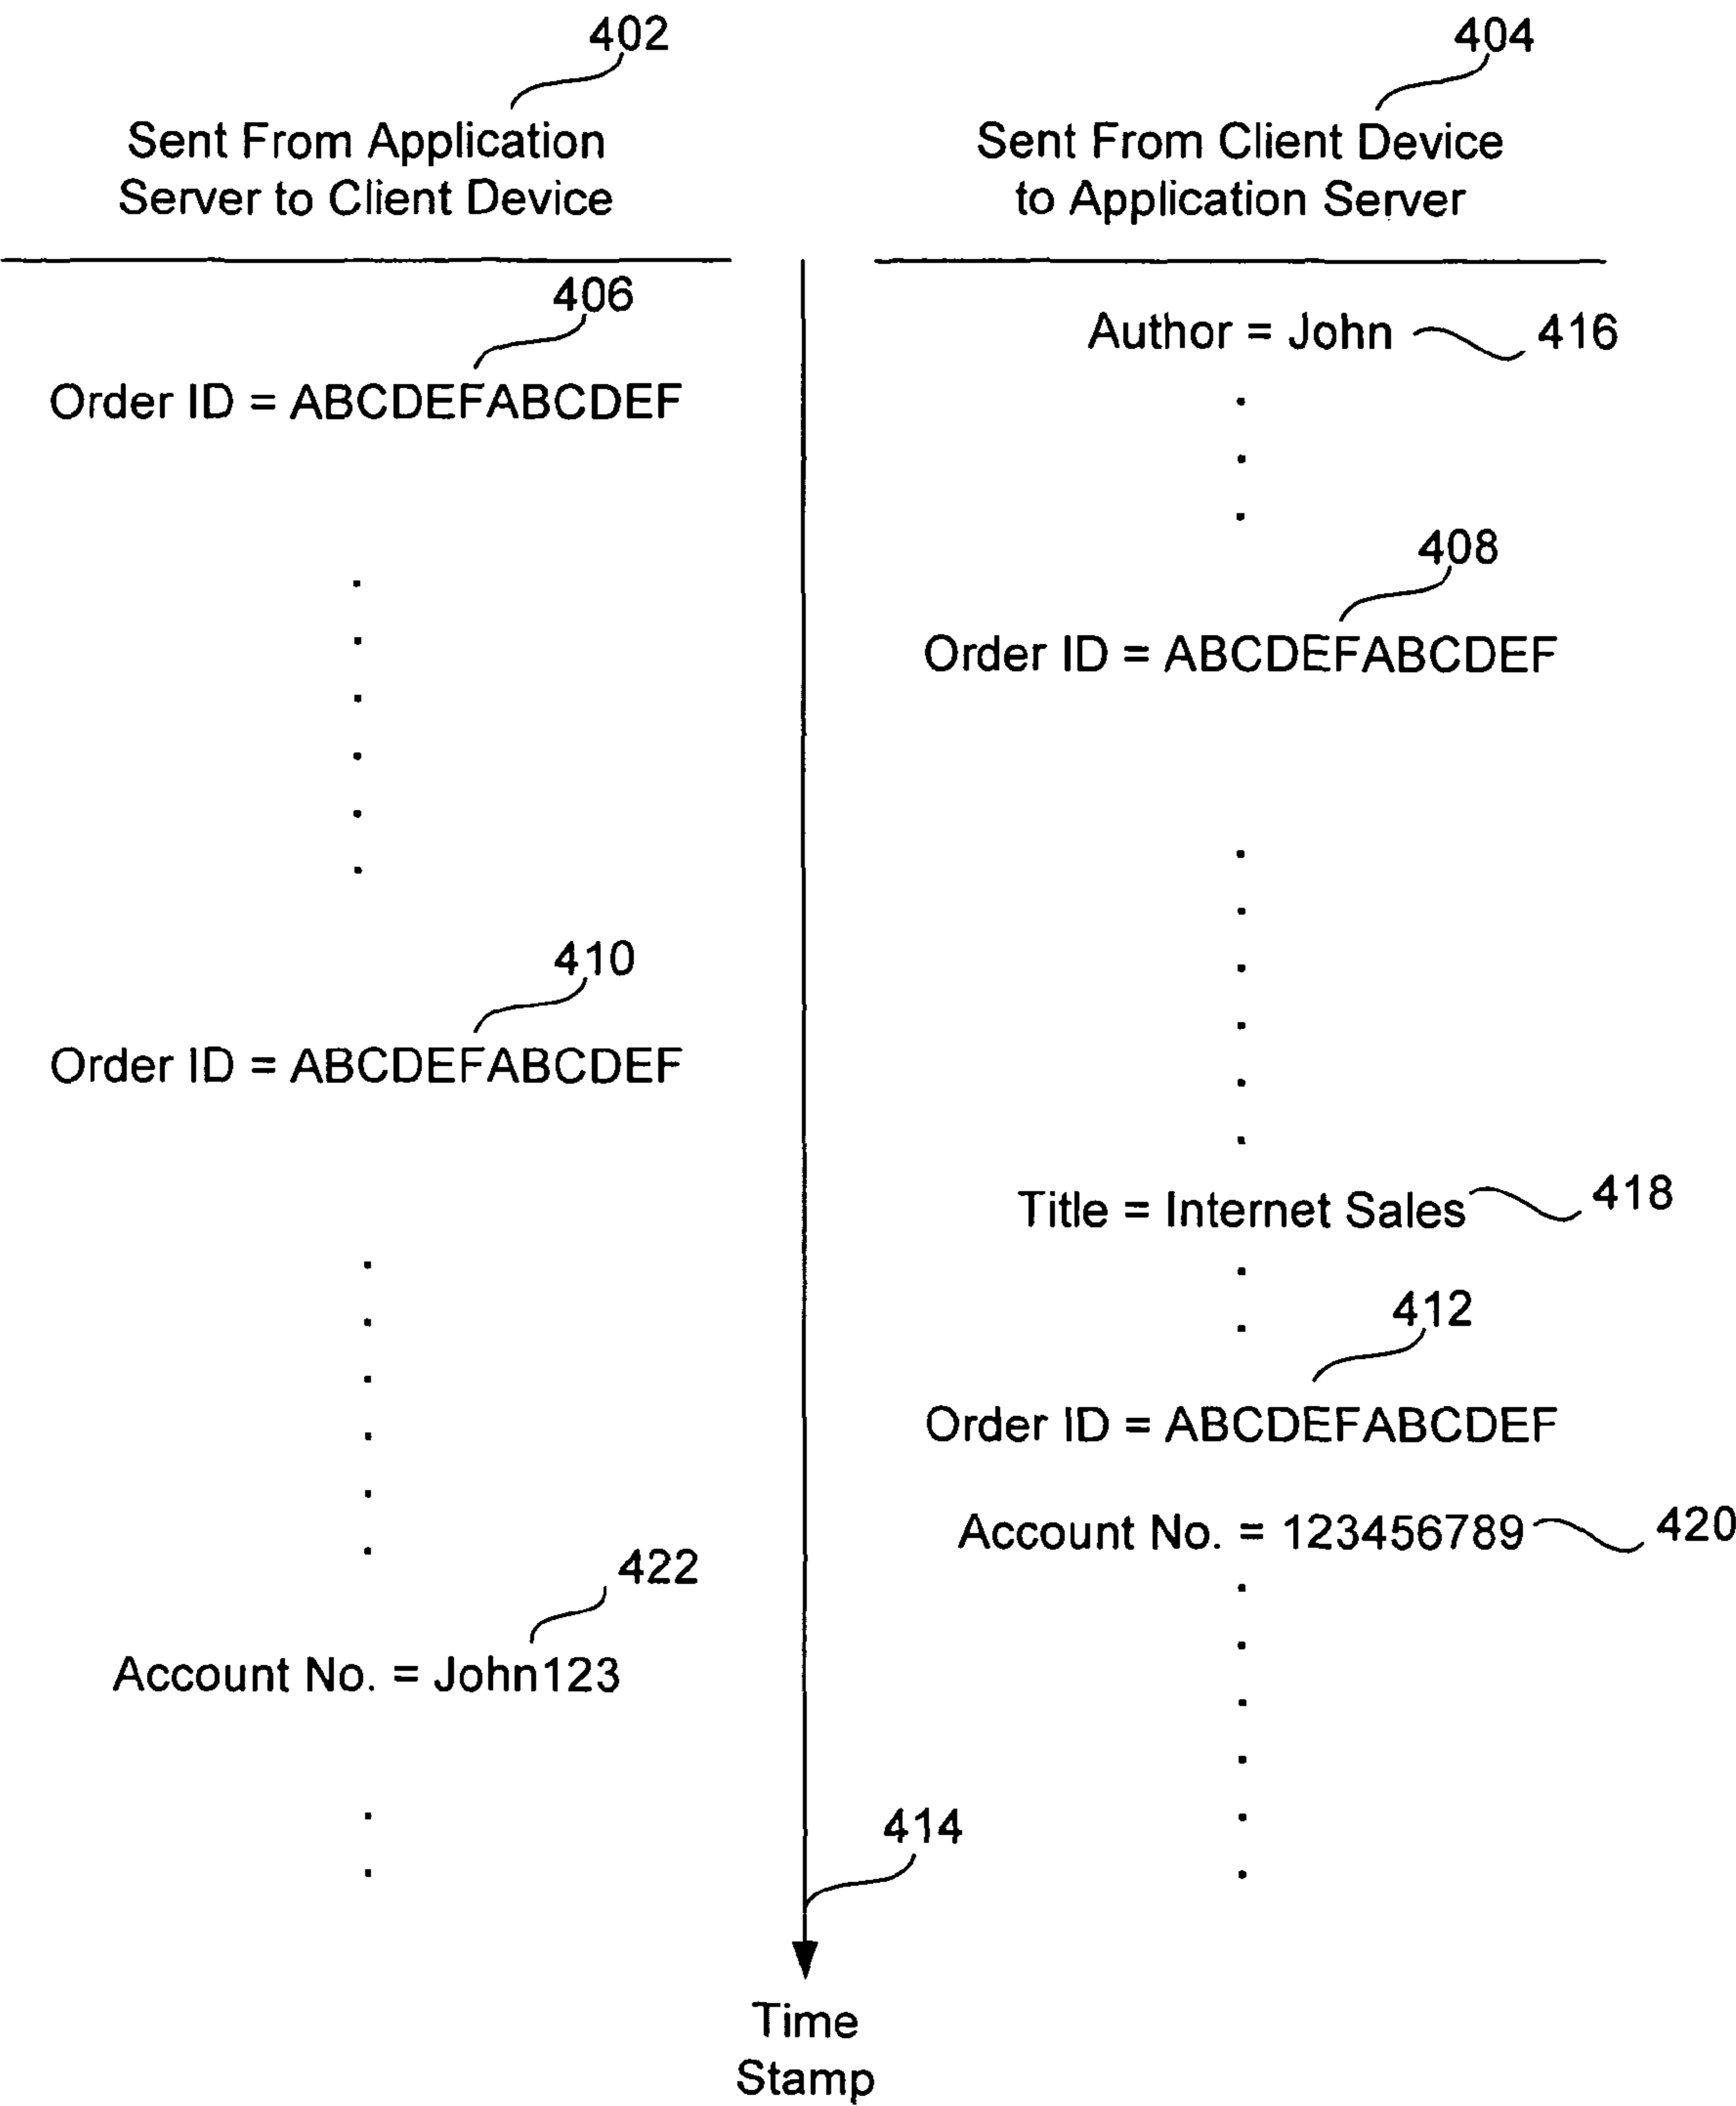 402
Sent From Application
Server to Client Device
404
Sent From Client Device
to Application Server
406
Order ID = ABCDEFABCDEF
Author = John 416
408
Order ID = ABCDEFABCDEF
410
Order ID = ABCDEFABCDEF
Title = Internet Sales 418
412
Order ID = ABCDEFABCDEF
Account No. = 123456789 420
422
Account No. = John123
414
Time
Stamp